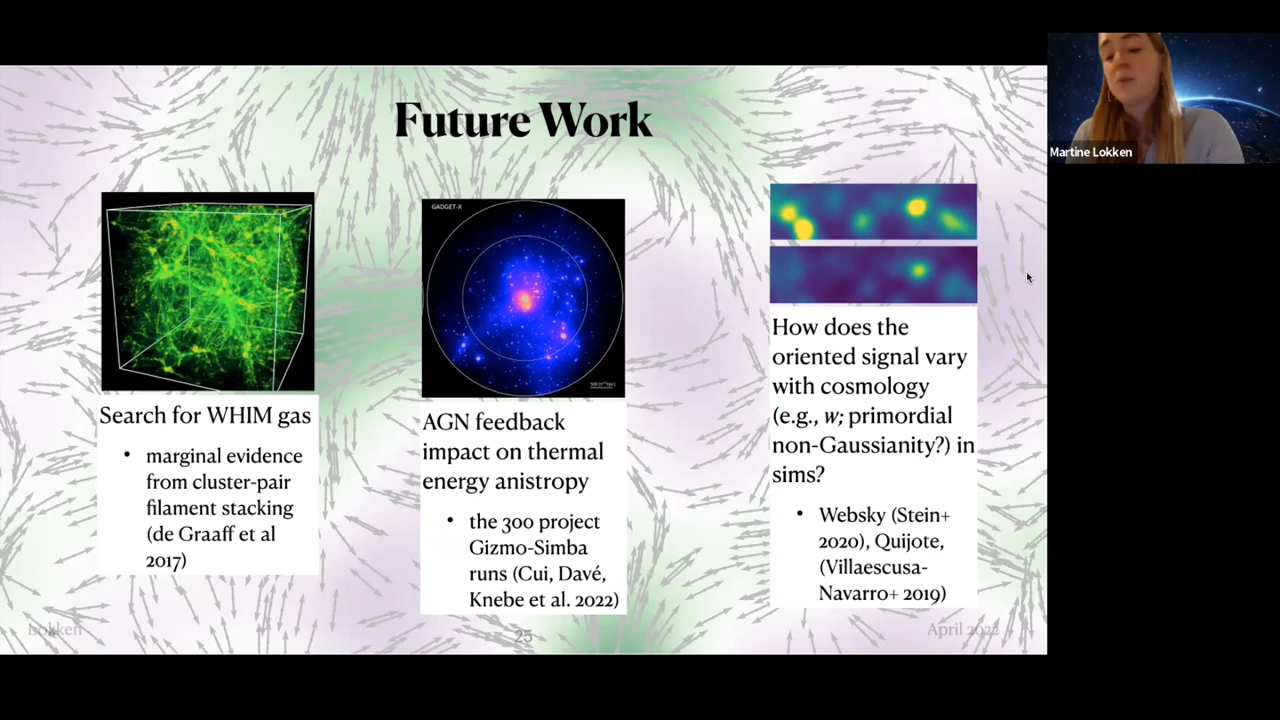 Future Work
GADGET-X
Search for WHIM gas
• marginal evidence
from cluster-pair
filament stacking
(de Graaff et al
2017)
AGN feedback
impact on thermal
energy anistropy
• the 300 project
Gizmo-Simba
runs (Cui, Davé,
Knebe et al. 2022)
How does the
oriented signal vary
with cosmology
(e.g., w; primordial
non-Gaussianity?) in
sims?
• Websky (Stein+
2020), Quijote,
(Villaescusa-
Navarro+ 2019)
Lokken
25
April 2022
Martine Lokken